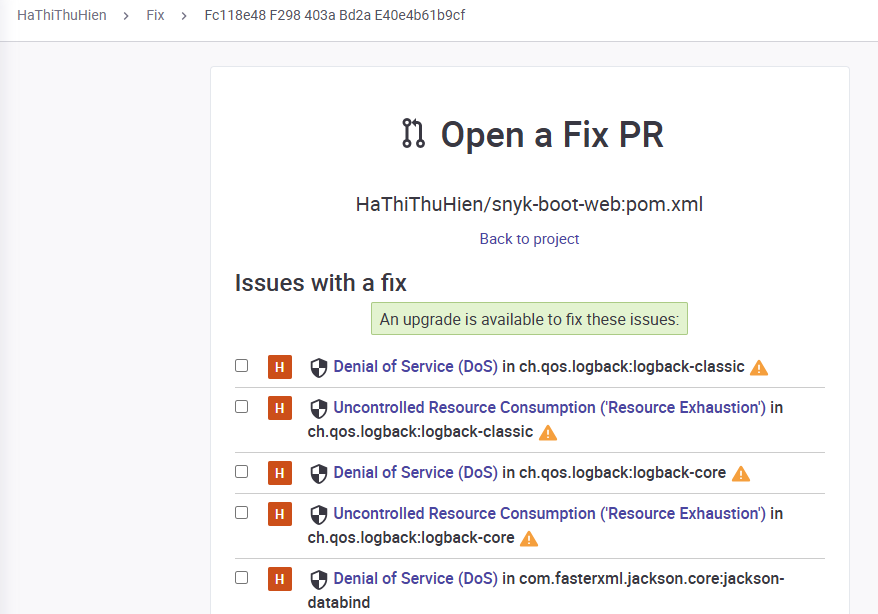 HaThiThuHien > Fix > Fc118e48 F298 403a Bd2a E40e4b61b9cf
Open a Fix PR
HaThiThuHien/snyk-boot-web:pom.xml
Back to project
Issues with a fix
An upgrade is available to fix these issues:
H Denial of Service (DoS) in ch.qos.logback:logback-classic
H Uncontrolled Resource Consumption ('Resource Exhaustion') in
ch.qos.logback:logback-classic
H Denial of Service (DoS) in ch.qos.logback:logback-core
H Uncontrolled Resource Consumption ('Resource Exhaustion') in
ch.qos.logback:logback-core
H Denial of Service (DoS) in com.fasterxml.jackson.core:jackson-
databind